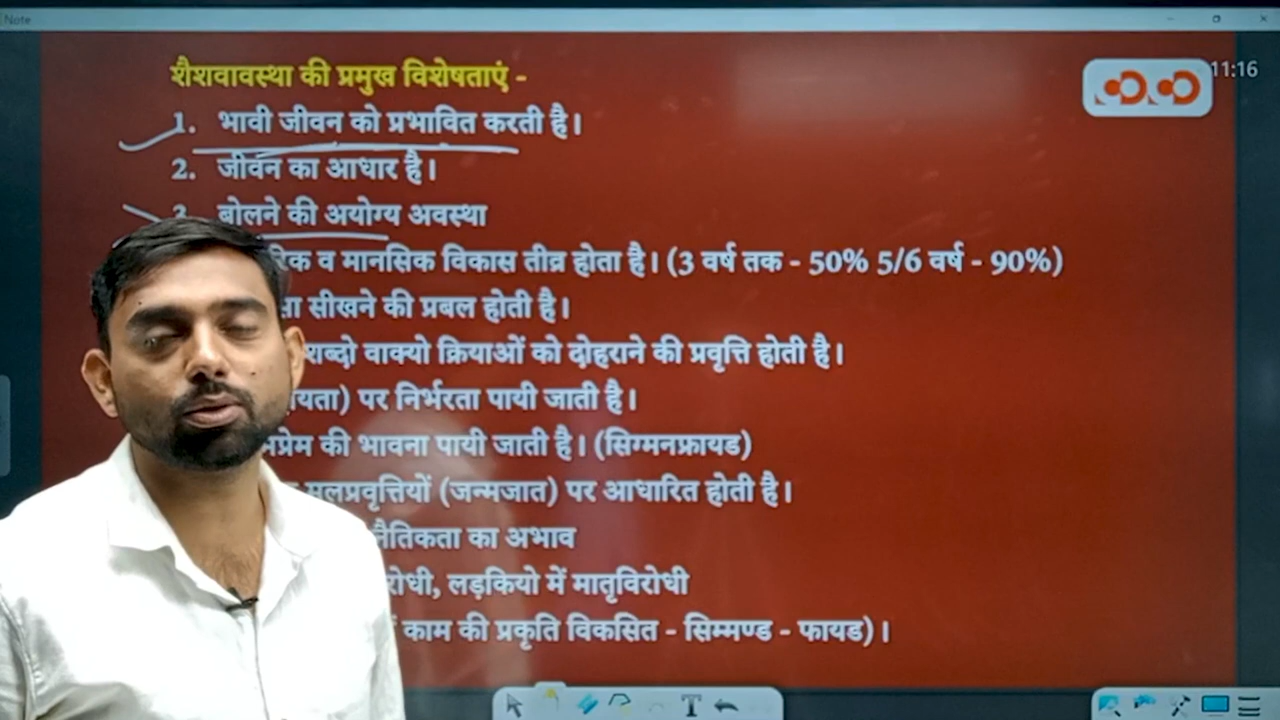 Note
11:16
शैशवावस्था की प्रमुख विशेषताएं -
1. भावी जीवन को प्रभावित करती है।
2. जीवन का आधार है।
3. बोलने की अयोग्य अवस्था
व मानसिक विकास तीव्र होता है। (3 वर्ष तक - 50% 5/6 वर्ष - 90%)
सीखने की प्रबल होती है।
शब्दो वाक्यो क्रियाओं को दोहराने की प्रवृत्ति होती है।
पर निर्भरता पायी जाती है।
की भावना पायी जाती है। (सिग्मनफ्रायड)
मूलप्रवृत्तियों (जन्मजात) पर आधारित होती है।
नैतिकता का अभाव
लड़कियो में मातृविरोधी
काम की प्रकृति विकसित - सिम्मण्ड - फायड)।
T